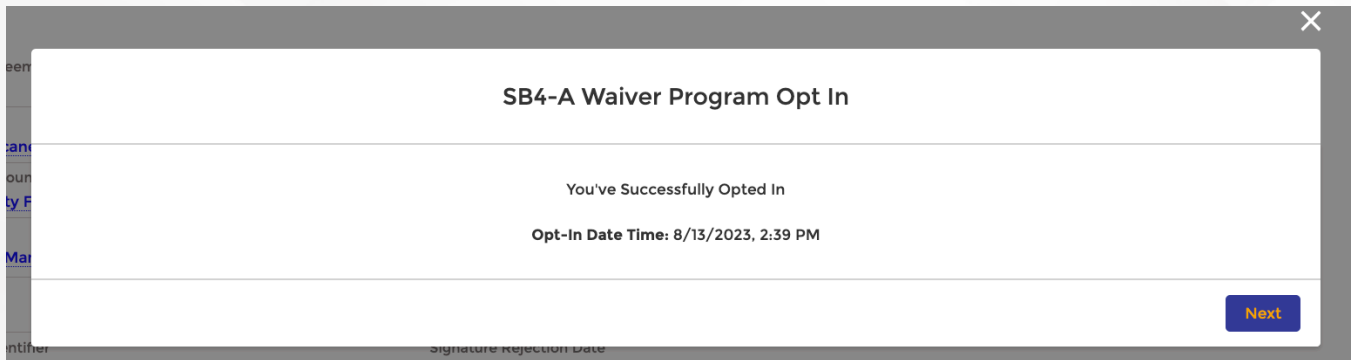 SB4-A Waiver Program Opt In
You've Successfully Opted In
Opt-In Date Time: 8/13/2023, 2:39 PM
Next
Signature Rejection Date